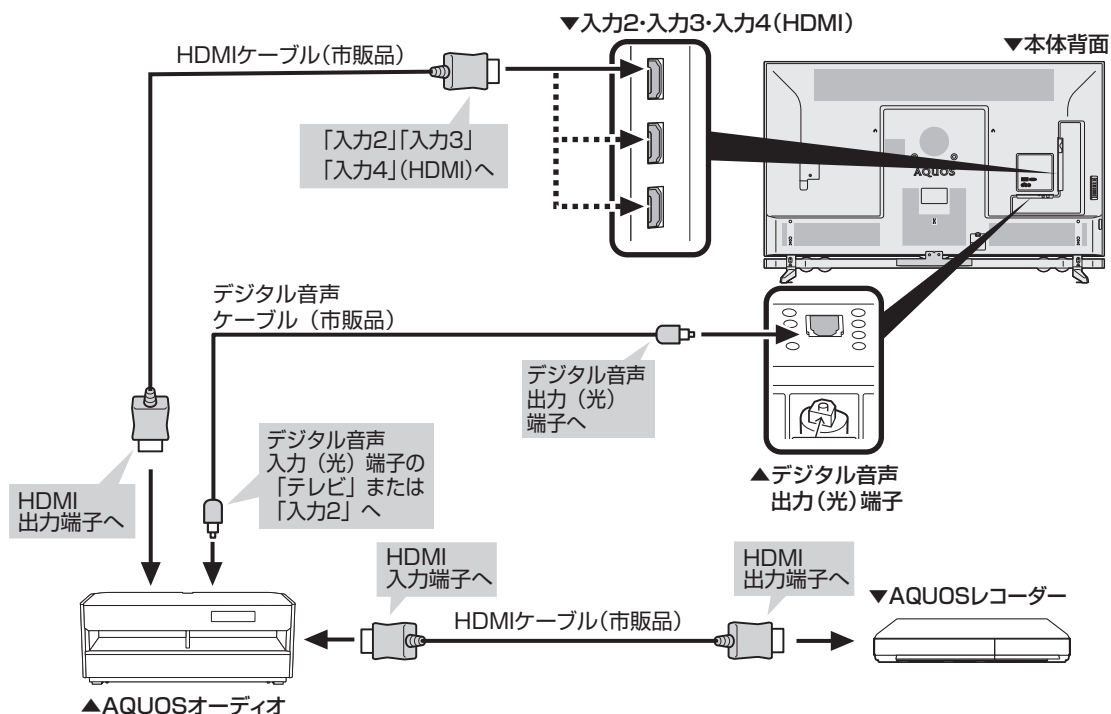 ▼入力2・入力3・入力4(HDMI)
HDMIケーブル(市販品)
▼本体背面
「入力2」「入力3」
「入力4」(HDMI)へ
AQUOS
デジタル音声
ケーブル（市販品）
デジタル音声
出力（光）
端子へ
デジタル音声
入力（光）端子の
「テレビ」または
「入力2」へ
▲デジタル音声
出力(光)端子
HDMI
出力端子へ
HDMI
入力端子へ
HDMI
出力端子へ
HDMIケーブル(市販品)
▼AQUOSレコーダー
▲AQUOSオーディオ